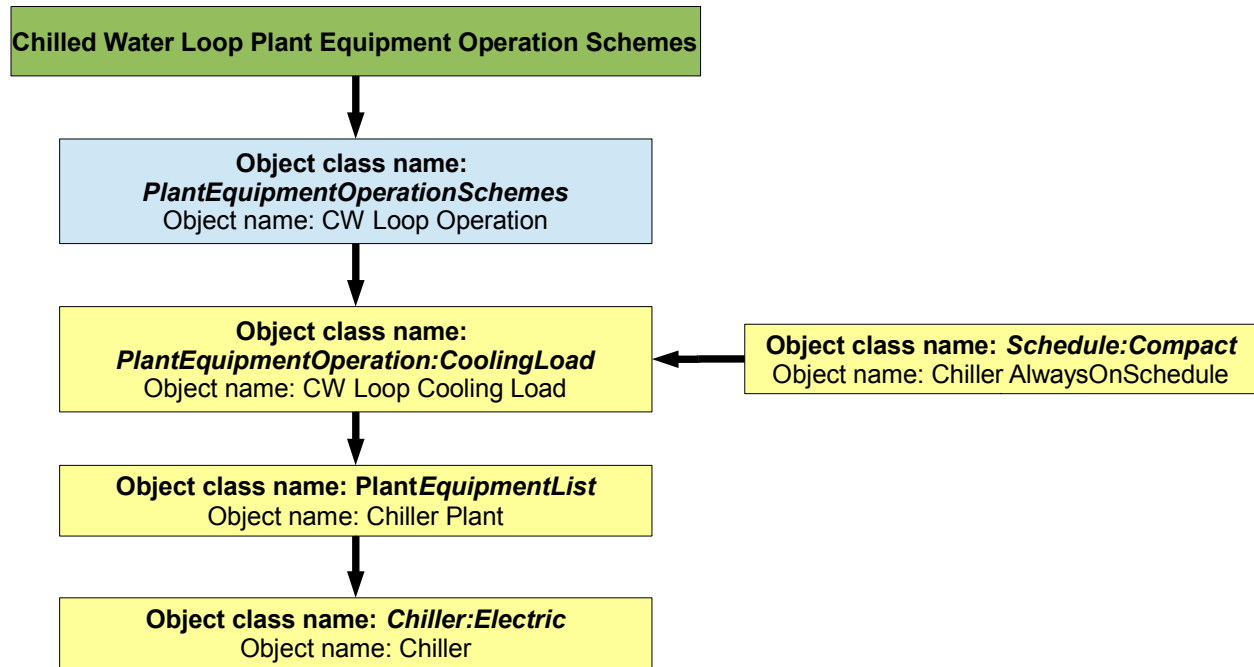 Chilled Water Loop Plant Equipment Operation Schemes
Object class name:
PlantEquipmentOperationSchemes
Object name: CW Loop Operation
Object class name:
PlantEquipmentOperation:CoolingLoad
Object name: CW Loop Cooling Load
Object class name: Schedule:Compact
Object name: Chiller AlwaysOnSchedule
Object class name: PlantEquipmentList
Object name: Chiller Plant
Object class name: Chiller:Electric
Object name: Chiller